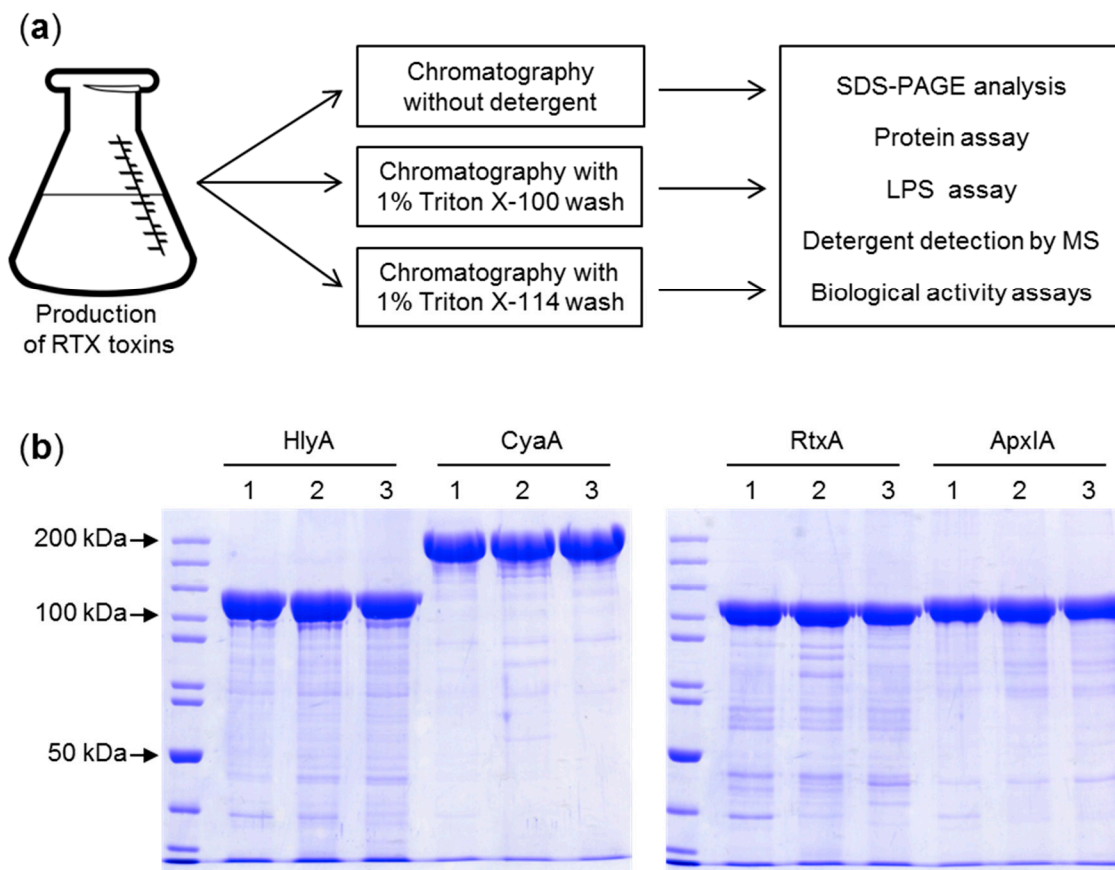 (a)
Production
of RTX toxins
Chromatography
without detergent
Chromatography with
1% Triton X-100 wash
Chromatography with
1% Triton X-114 wash
SDS-PAGE analysis
Protein assay
LPS assay
Detergent detection by MS
Biological activity assays
(b)
HlyA CyaA RtxA ApxIA
1 2 3 1 2 3 1 2 3 1 2 3
200 kDa
100 kDa
50 kDa